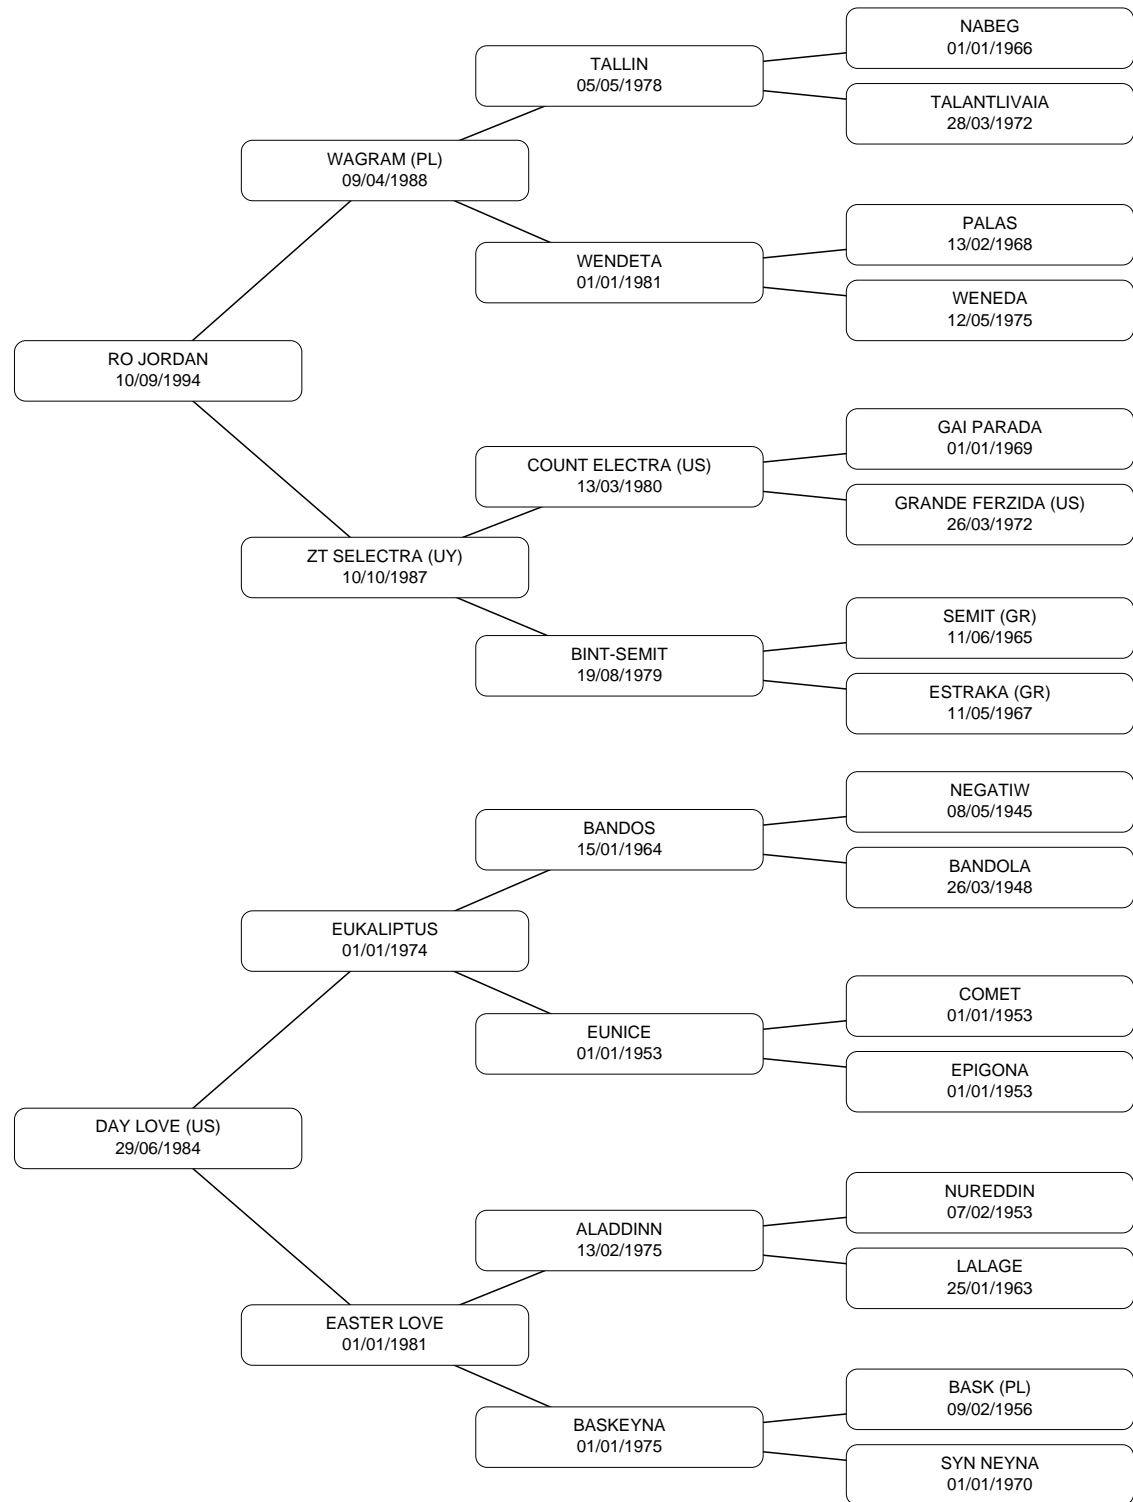 NABEG
01/01/1966
TALLIN
05/05/1978
TALANTLIVAIA
28/03/1972
WAGRAM (PL)
09/04/1988
PALAS
13/02/1968
WENDETA
01/01/1981
WENEDA
12/05/1975
RO JORDAN
10/09/1994
GAI PARADA
01/01/1969
COUNT ELECTRA (US)
13/03/1980
GRANDE FERZIDA (US)
26/03/1972
ZT SELECTRA (UY)
10/10/1987
SEMIT (GR)
11/06/1965
BINT-SEMIT
19/08/1979
ESTRAKA (GR)
11/05/1967
NEGATIW
08/05/1945
BANDOS
15/01/1964
BANDOLA
26/03/1948
EUKALIPTUS
01/01/1974
COMET
01/01/1953
EUNICE
01/01/1953
EPIGONA
01/01/1953
DAY LOVE (US)
29/06/1984
NUREDDIN
07/02/1953
ALADDINN
13/02/1975
LALAGE
25/01/1963
EASTER LOVE
01/01/1981
BASK (PL)
09/02/1956
BASKEYNA
01/01/1975
SYN NEYNA
01/01/1970